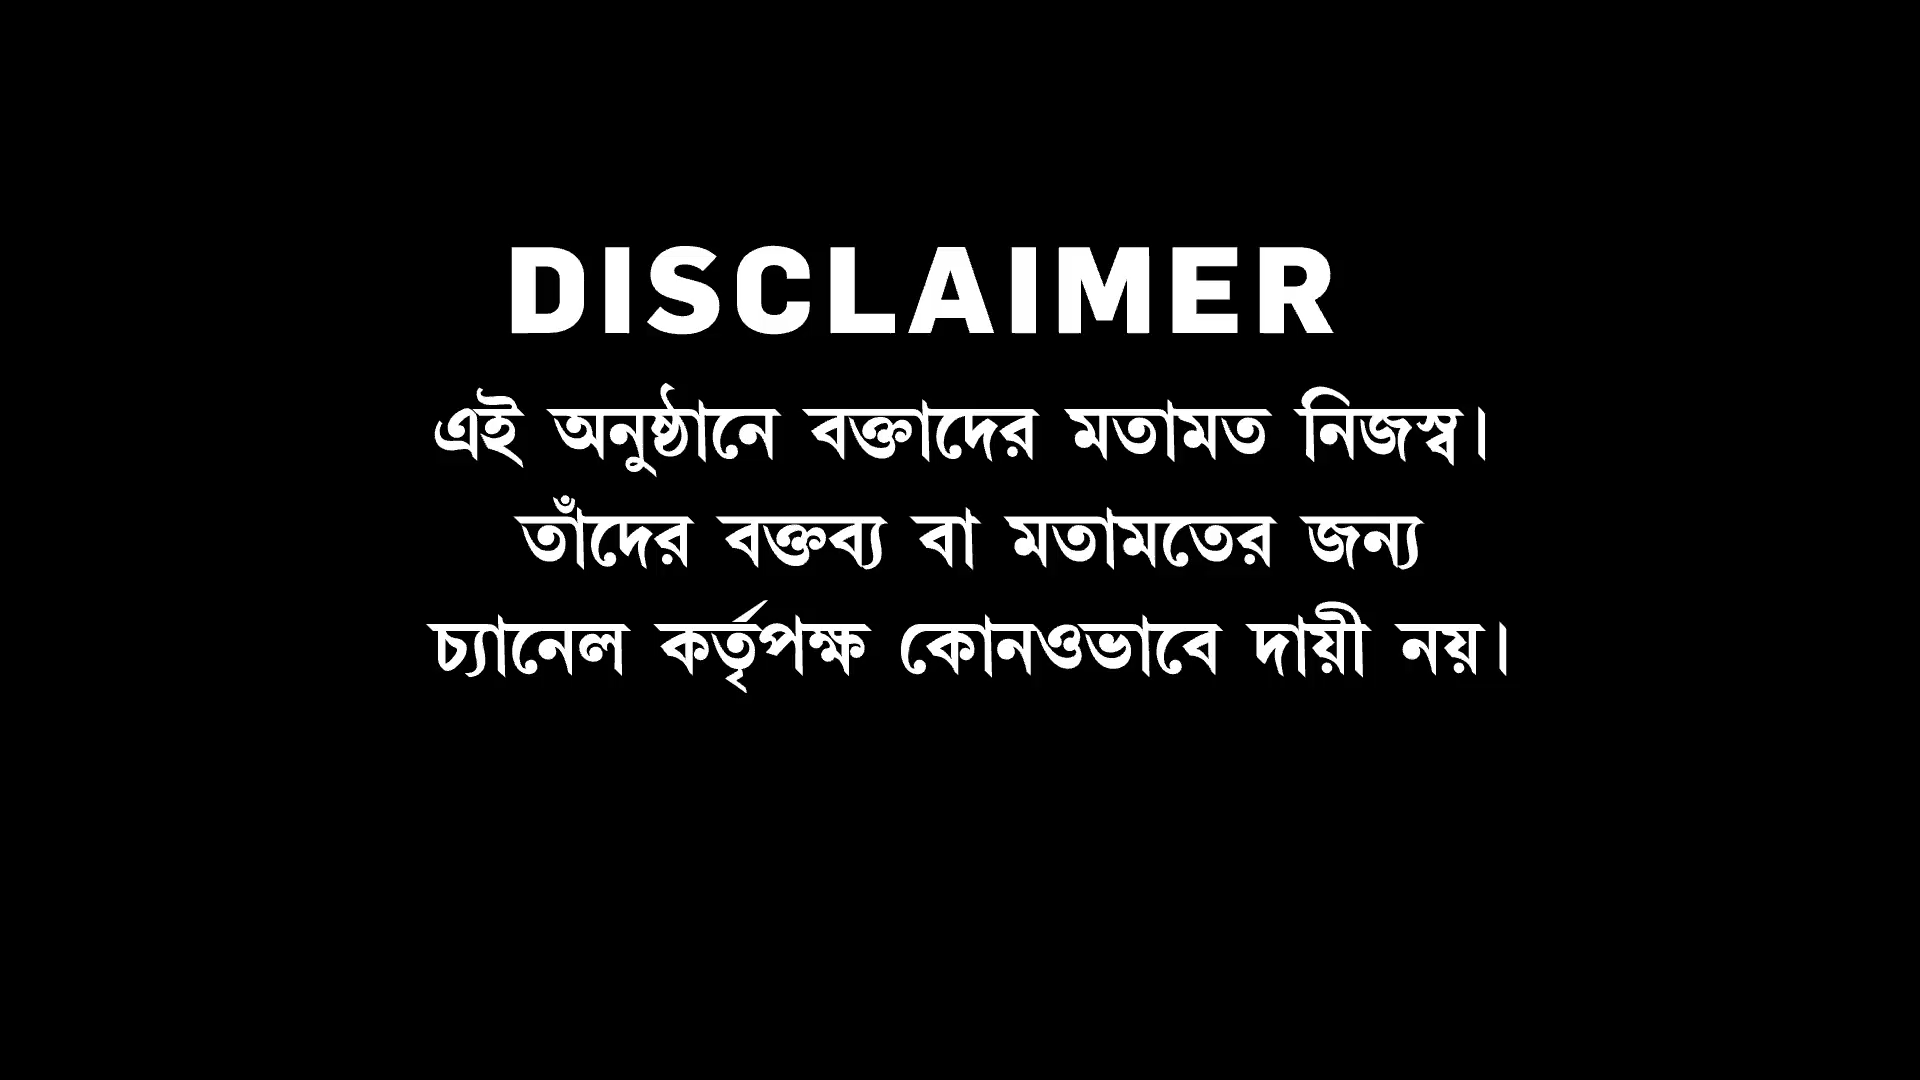 DISCLAIMER
এই অনুষ্ঠানে বক্তাদের মতামত নিজস্ব।
তাঁদের বক্তব্য বা মতামতের জন্য
চ্যানেল কর্তৃপক্ষ কোনওভাবে দায়ী নয়।